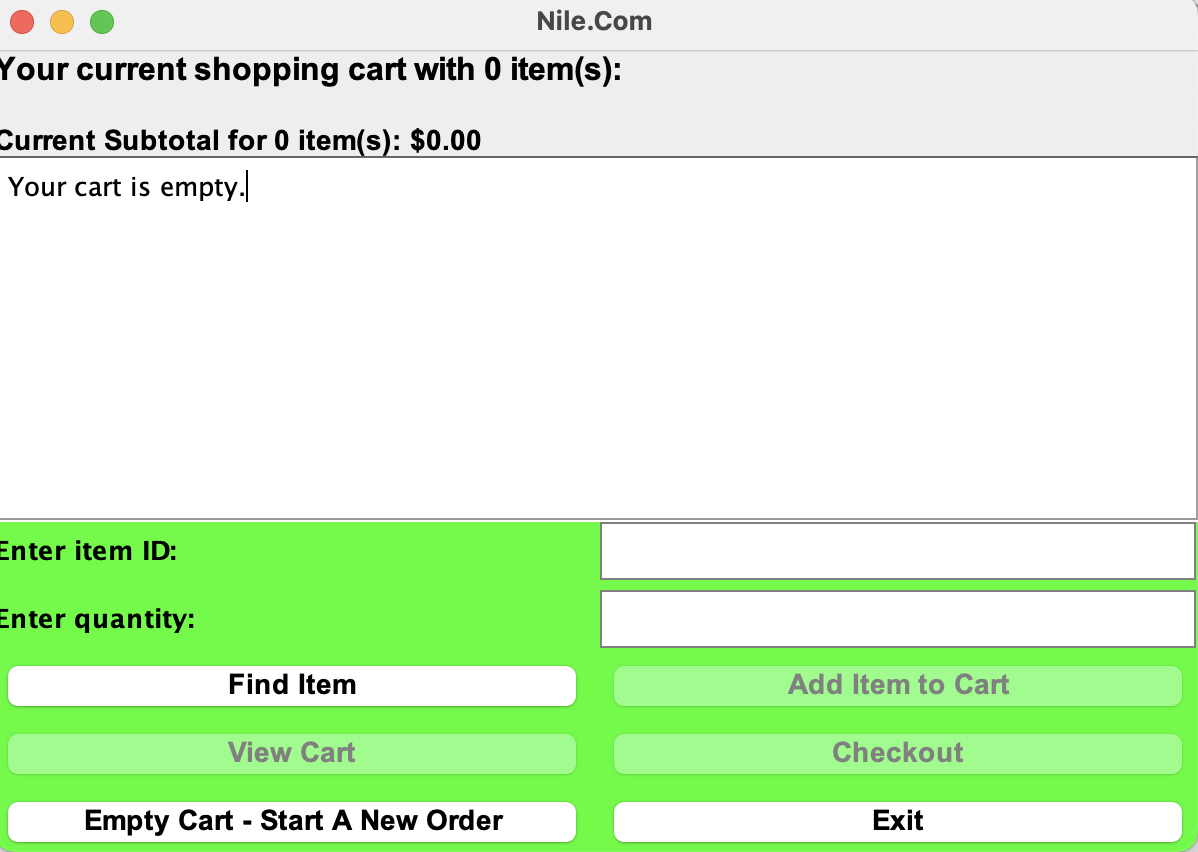 Nile.Com
Your current shopping cart with 0 item(s):
Current Subtotal for 0 item(s): $0.00
Your cart is empty.
Enter item ID:
Enter quantity:
Find Item
Add Item to Cart
View Cart
Checkout
Empty Cart - Start A New Order
Exit